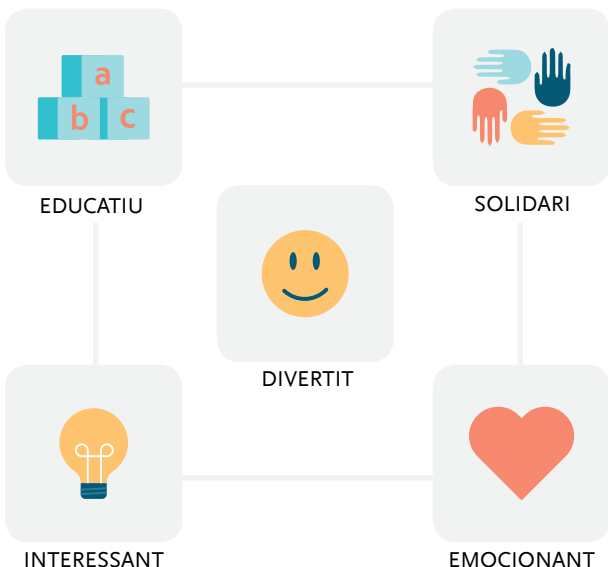 a
b c
EDUCATIU
SOLIDARI
DIVERTIT
INTERESSANT
EMOCIONANT